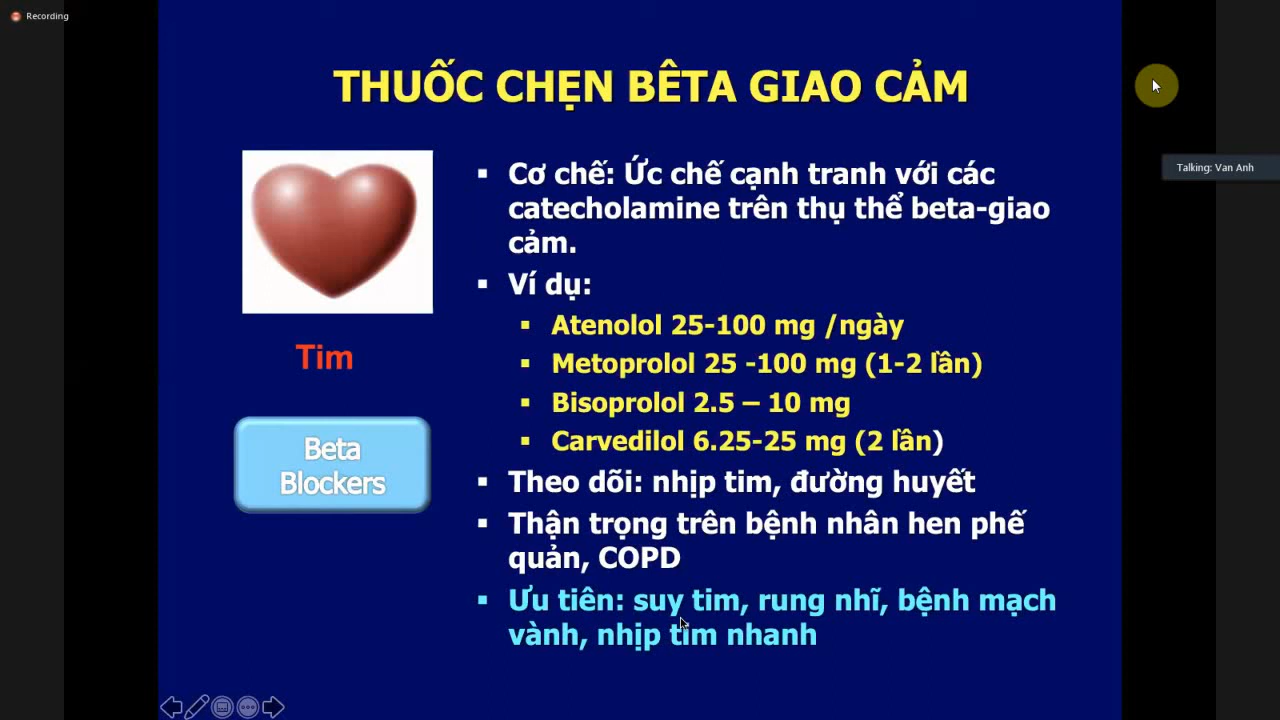 Recording
THUỐC CHẸN BÊTA GIAO CẢM
Talking: Van Anh
Cơ chế: Ức chế cạnh tranh với các
catecholamine trên thụ thể beta-giao
cảm.
Ví dụ:
Atenolol 25-100 mg /ngày
Metoprolol 25 -100 mg (1-2 lần)
Bisoprolol 2.5 – 10 mg
Carvedilol 6.25-25 mg (2 lần)
Theo dõi: nhịp tim, đường huyết
Thận trọng trên bệnh nhân hen phế
quản, COPD
Ưu tiên: suy tim, rung nhĩ, bệnh mạch
vành, nhịp tim nhanh
Tim
Beta
Blockers